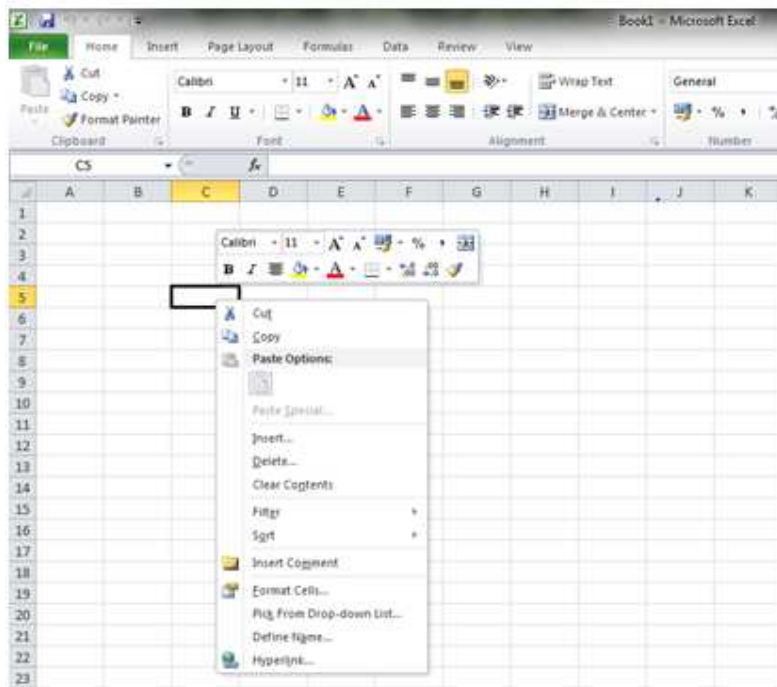 Book1 - Microsoft Excel
File Home Insert Page Layout Formulas Data Review View
Cut
Copy
Paste
Format Painter
Calibri 11 A A
B I U A
Wrap Text
Merge & Center
General
%
Clipboard Font Alignment Number
C5 fx
A B C D E F G H I J K
1
2
3
4
5
6
7
8
9
10
11
12
13
14
15
16
17
18
19
20
21
22
23
Calibri 11 A A %
B I A
Cut
Copy
Paste Options:
Paste Special...
Insert...
Delete...
Clear Contents
Filter
Sort
Insert Comment
Format Cells...
Pick From Drop-down List...
Define Name...
Hyperlink...